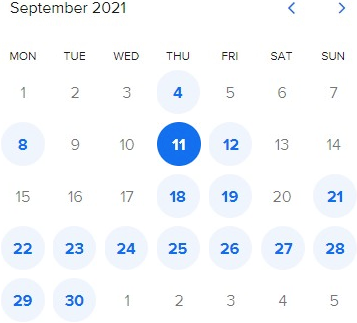 September 2021
MON TUE WED THU FRI SAT SUN
1 2 3 4 5 6 7
8 9 10 11 12 13 14
15 16 17 18 19 20 21
22 23 24 25 26 27 28
29 30 1 2 3 4 5